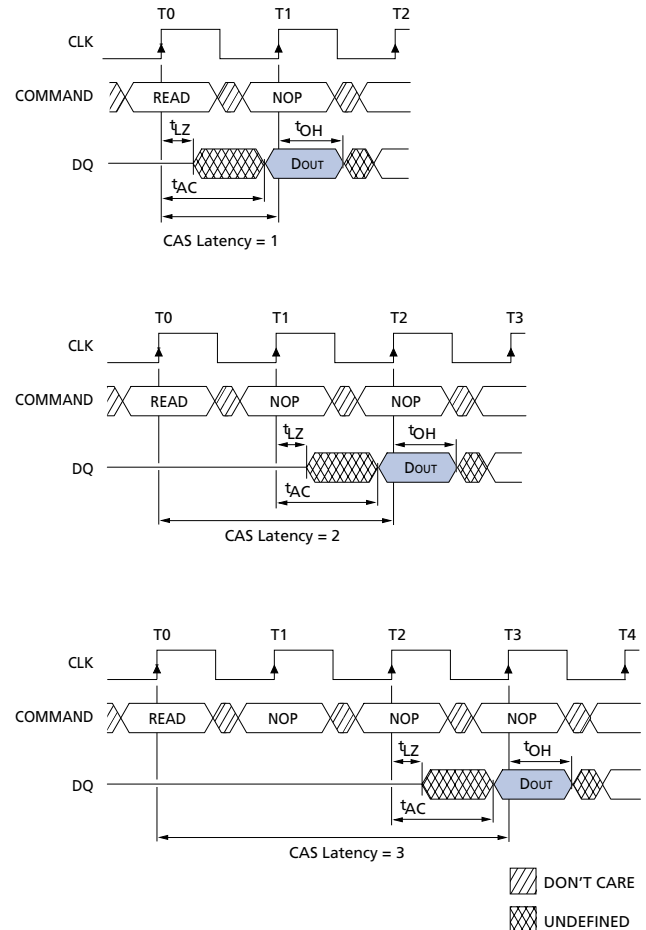 T0 T1 T2
CLK
COMMAND READ NOP
tLZ tOH
DQ DOUT
tAC
CAS Latency = 1
T0 T1 T2 T3
CLK
COMMAND READ NOP NOP
tLZ tOH
DQ DOUT
tAC
CAS Latency = 2
T0 T1 T2 T3 T4
CLK
COMMAND READ NOP NOP NOP
tLZ tOH
DQ DOUT
tAC
CAS Latency = 3
DON'T CARE
UNDEFINED